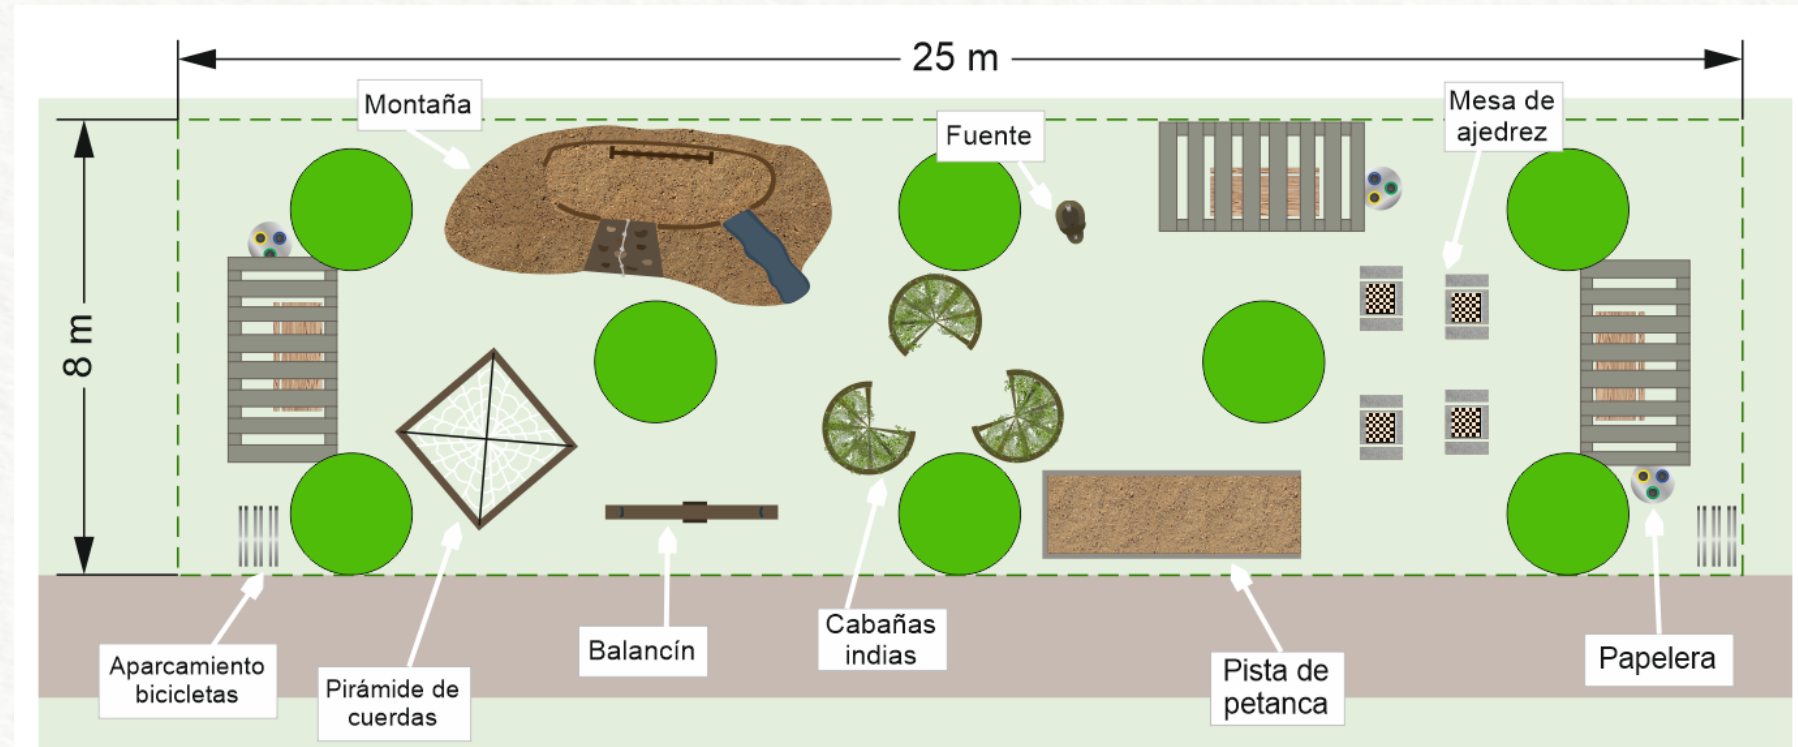 25 m
Montaña
Fuente
Mesa de
ajedrez
8 m
Aparcamiento
bicicletas
Pirámide de
cuerdas
Balancín
Cabañas
indias
Pista de
petanca
Papelera